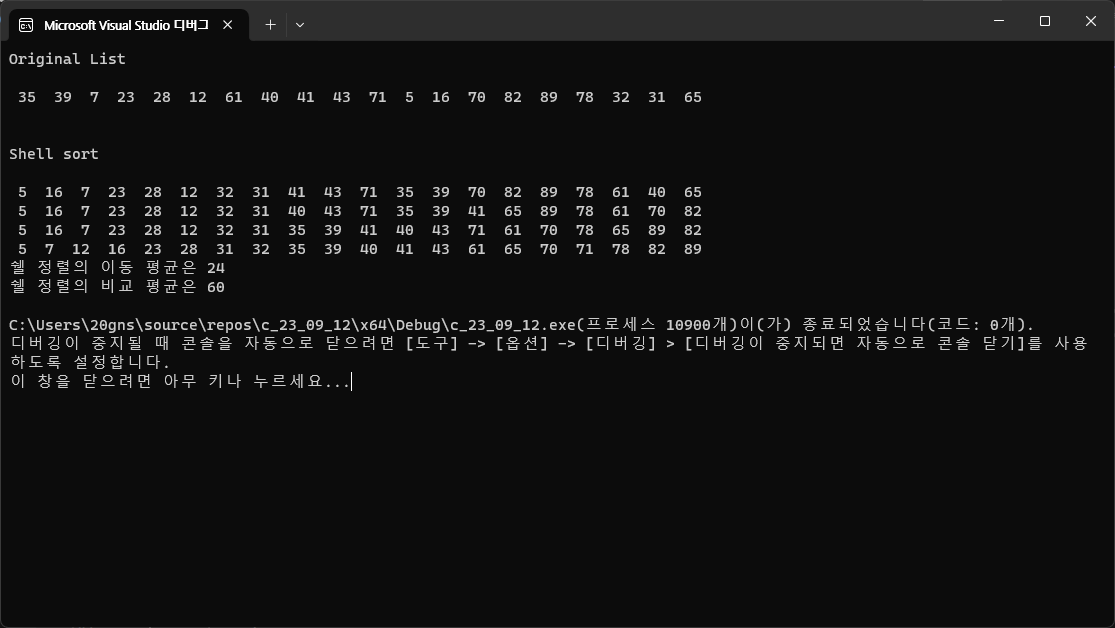 Microsoft Visual Studio 디버그
Original List
35 39 7 23 28 12 61 40 41 43 71 5 16 70 82 89 78 32 31 65
Shell sort
5 16 7 23 28 12 32 31 41 43 71 35 39 70 82 89 78 61 40 65
5 16 7 23 28 12 32 31 40 43 71 35 39 41 65 89 78 61 70 82
5 16 7 23 28 12 32 31 35 39 41 40 43 71 61 70 78 65 89 82
5 7 12 16 23 28 31 32 35 39 40 41 43 61 65 70 71 78 82 89
쉘 정렬의 이동 평균은 24
쉘 정렬의 비교 평균은 60
C:\Users\20gns\source\repos\c_23_09_12\x64\Debug\c_23_09_12.exe(프로세스 10900개)이(가) 종료되었습니다(코드: 0개).
디버깅이 중지될 때 콘솔을 자동으로 닫으려면 [도구] -> [옵션] -> [디버깅] > [디버깅이 중지되면 자동으로 콘솔 닫기]를 사용
하도록 설정합니다.
이 창을 닫으려면 아무 키나 누르세요...